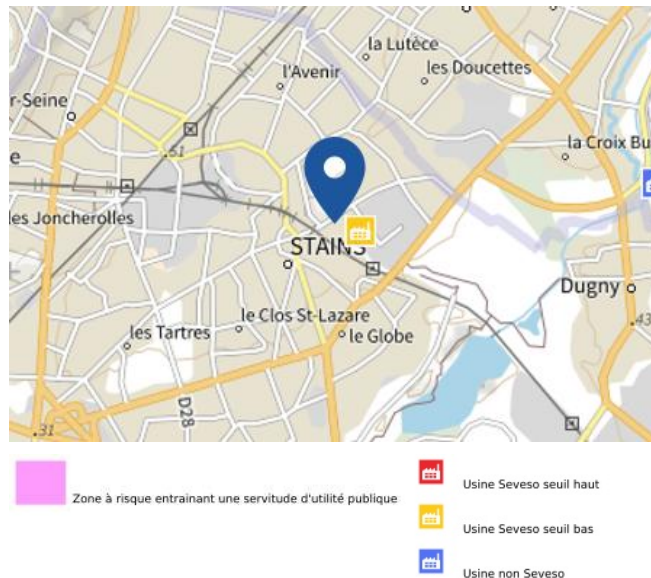 la Lutèce
l'Avenir
les Doucettes
r-Seine
.51
la Croix Bu
e
les Joncherolles
STAINS
Dugny
le Clos St-Lazare
les Tartres
le Globe
.43
D28
.31
Zone à risque entrainant une servitude d'utilité publique
Usine Seveso seuil haut
Usine Seveso seuil bas
Usine non Seveso